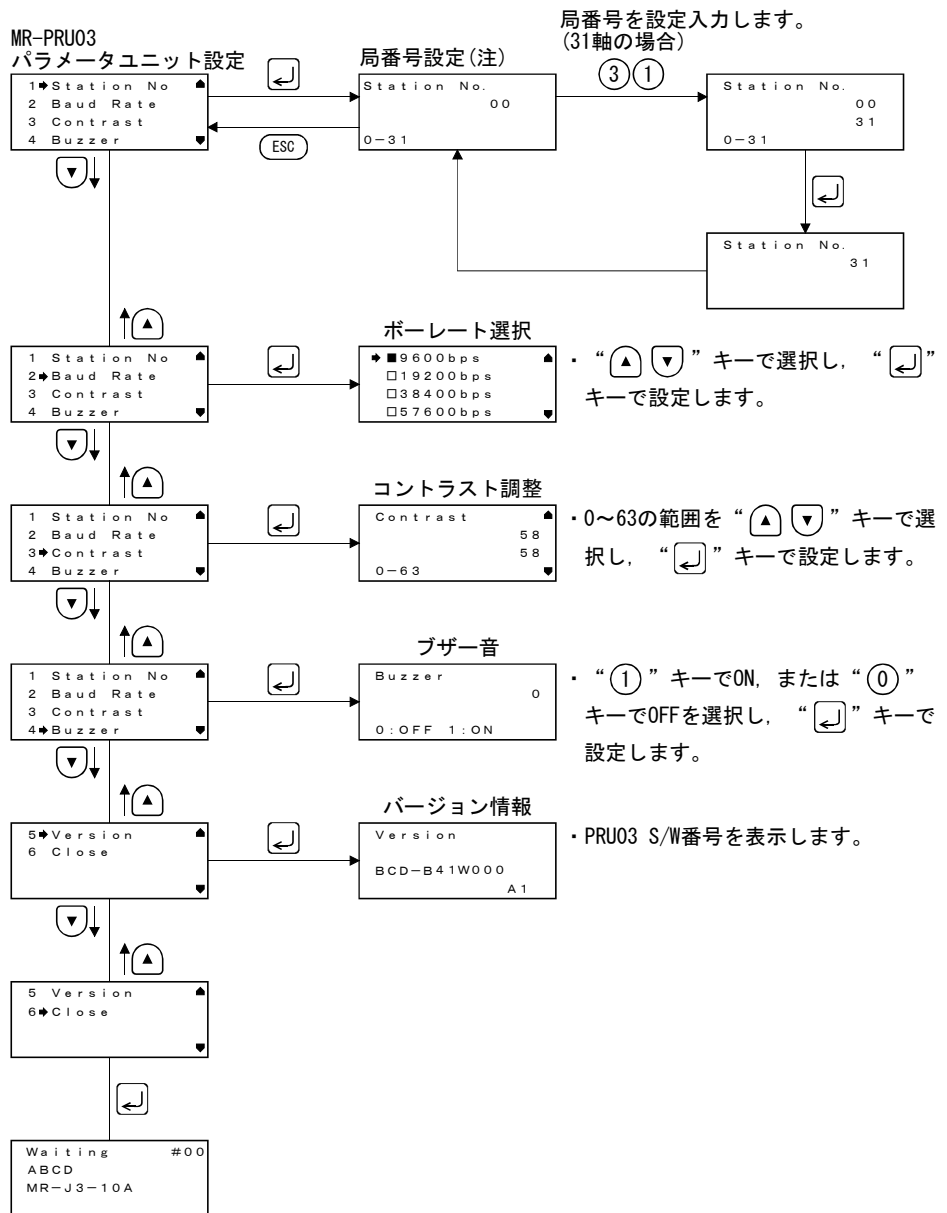 MR-PRU03
パラメータユニット設定
1 Station No
2 Baud Rate
3 Contrast
4 Buzzer
局番号設定(注)
Station No.
00
0-31
ESC
局番号を設定入力します。
(31軸の場合)
3 1
Station No.
00
31
0-31
Station No.
31
1 Station No
2 Baud Rate
3 Contrast
4 Buzzer
ボーレート選択
■9600bps
□19200bps
□38400bps
□57600bps
・“▲ ▼”キーで選択し, “↵”
キーで設定します。
1 Station No
2 Baud Rate
3 Contrast
4 Buzzer
コントラスト調整
Contrast
58
58
0-63
・0~63の範囲を“▲ ▼”キーで選
択し, “↵”キーで設定します。
1 Station No
2 Baud Rate
3 Contrast
4 Buzzer
ブザー音
Buzzer
0
0:OFF 1:ON
・“1”キーでON, または“0”
キーでOFFを選択し, “↵”キーで
設定します。
5 Version
6 Close
バージョン情報
Version
BCD-B41W000
A1
・PRU03 S/W番号を表示します。
5 Version
6 Close
Waiting #00
ABCD
MR-J3-10A